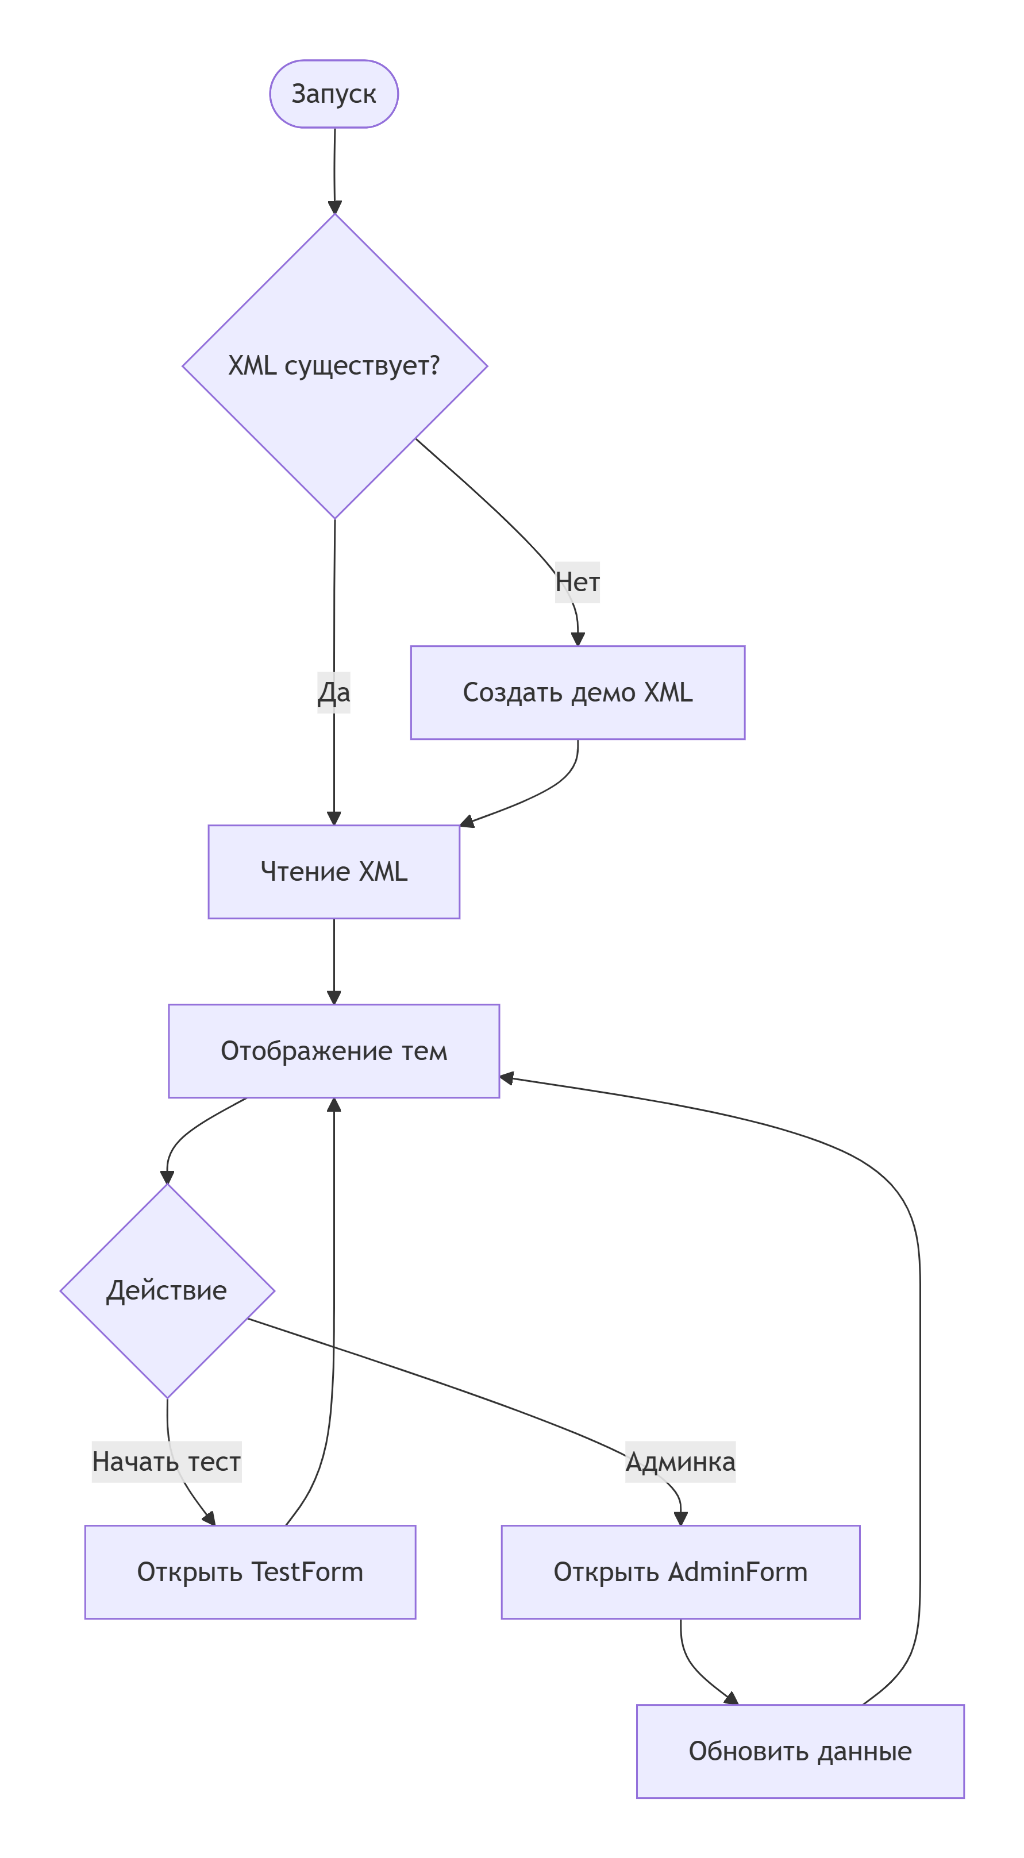 Запуск
XML существует?
Нет
Да
Создать демо XML
Чтение XML
Отображение тем
Действие
Начать тест
Админка
Открыть TestForm
Открыть AdminForm
Обновить данные